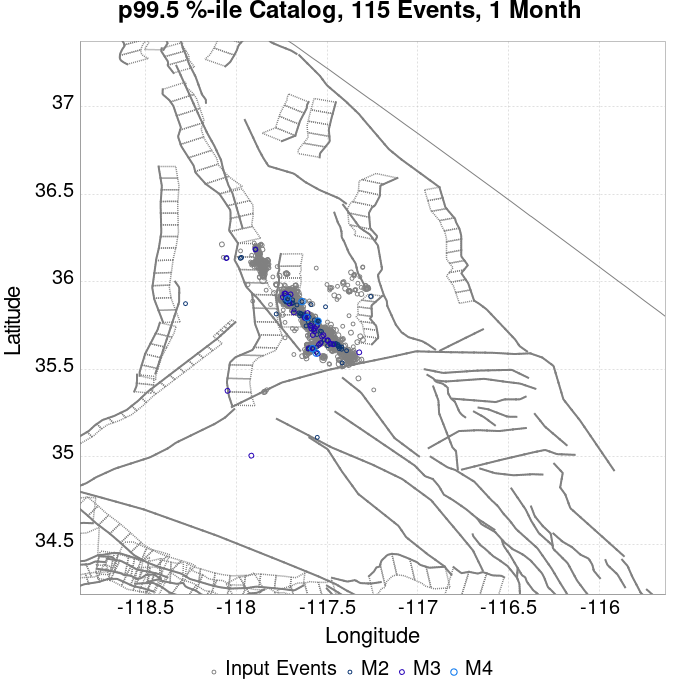 p99.5 %-ile Catalog, 115 Events, 1 Month
37
36.5
36
35.5
35
34.5
Latitude
-118.5 -118 -117.5 -117 -116.5 -116
Longitude
Input Events M2 M3 M4